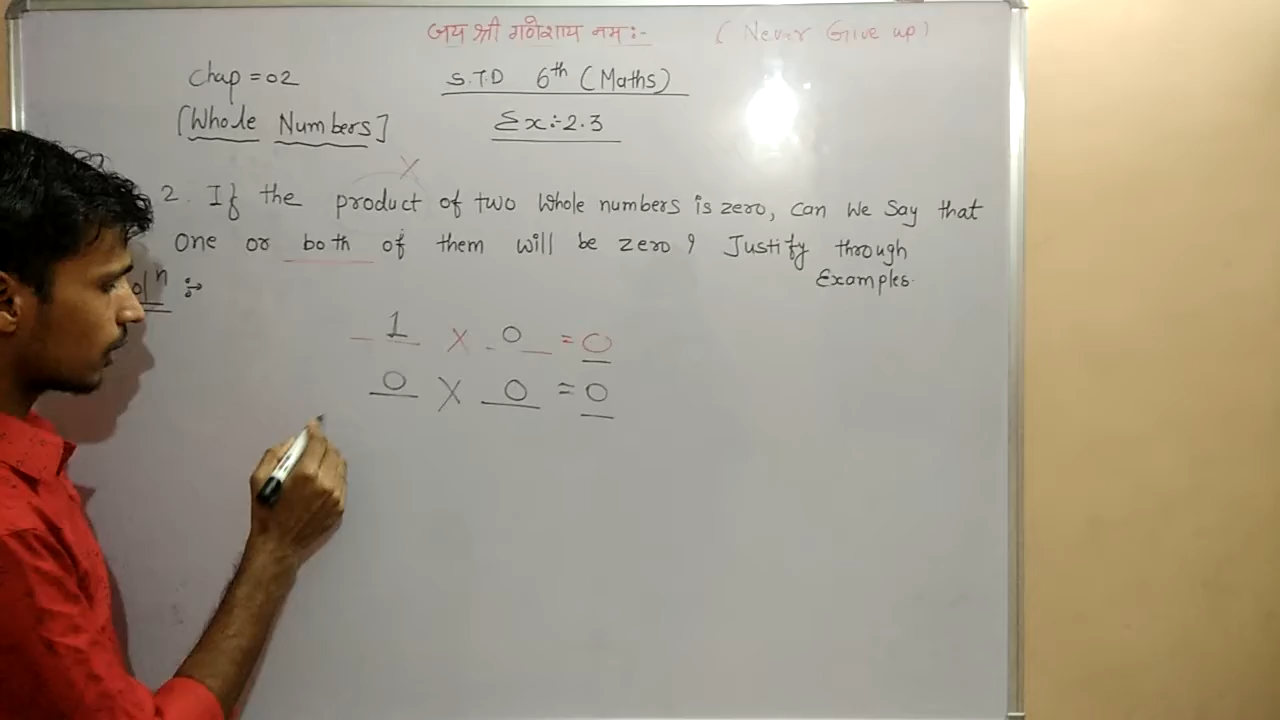 जय श्री गणेशाय नमः :-
( Never Give up )
Chap = 02
S.T.D 6th (Maths)
[Whole Numbers]
Ex:- 2.3
2. If the product of two whole numbers is zero, can we say that
one or both of them will be zero? Justify through
Examples.
ol n :→
1 X 0 = 0
0 X 0 = 0